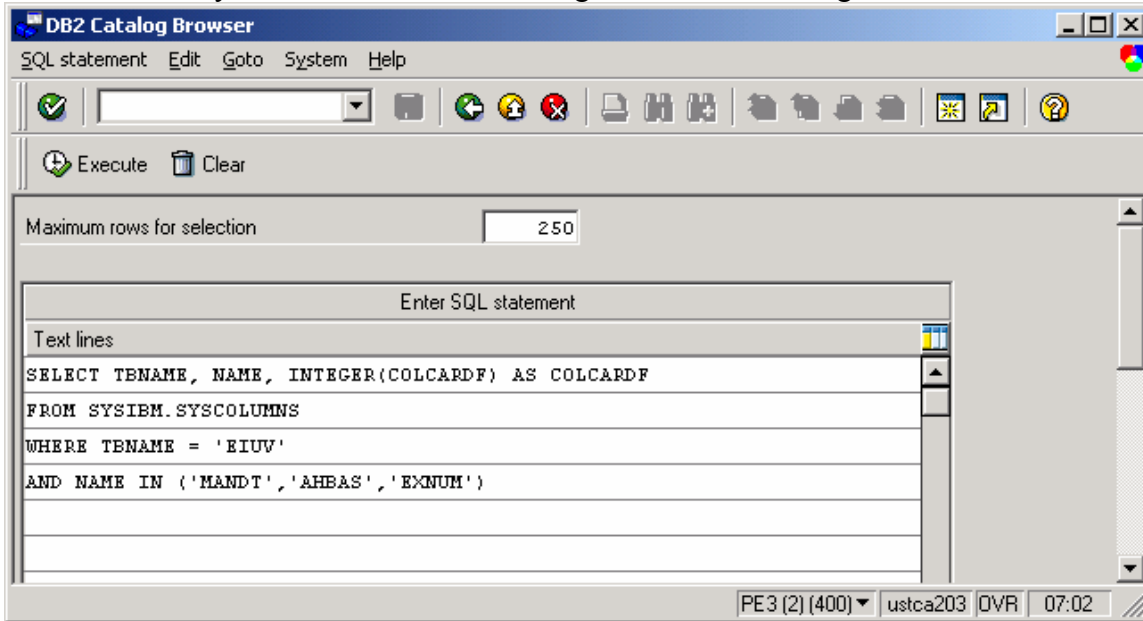 DB2 Catalog Browser
SQL statement Edit Goto System Help
Execute Clear
Maximum rows for selection 250
Enter SQL statement
Text lines
SELECT TBNAME, NAME, INTEGER(COLCARDF) AS COLCARDF
FROM SYSIBM.SYSCOLUMNS
WHERE TBNAME = 'EIUV'
AND NAME IN ('MANDT','AHBAS','EXNUM')
PE3 (2) (400) ustca203 OVR 07:02